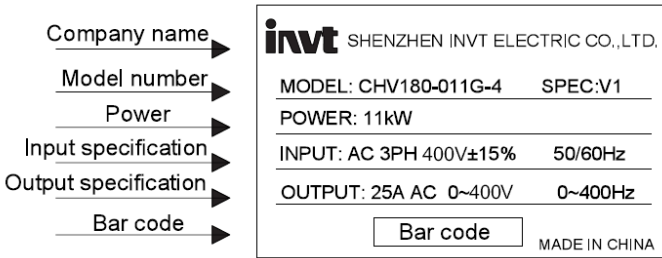 Company name
invt SHENZHEN INVT ELECTRIC CO.,LTD.
Model number
MODEL: CHV180-011G-4 SPEC:V1
Power
POWER: 11kW
Input specification
INPUT: AC 3PH 400V±15% 50/60Hz
Output specification
OUTPUT: 25A AC 0~400V 0~400Hz
Bar code
Bar code
MADE IN CHINA